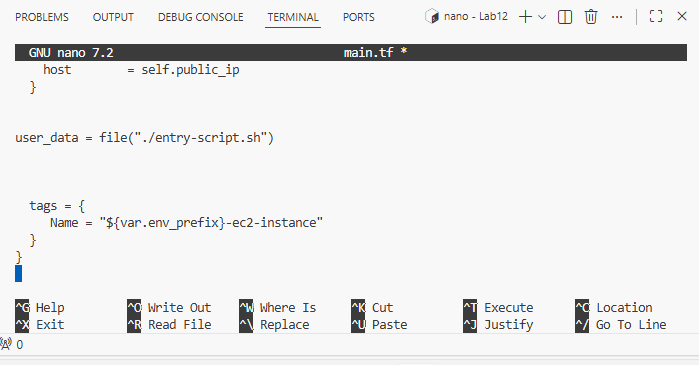 PROBLEMS OUTPUT DEBUG CONSOLE TERMINAL PORTS nano - Lab12
GNU nano 7.2 main.tf *
host = self.public_ip
}
user_data = file("./entry-script.sh")
tags = {
Name = "${var.env_prefix}-ec2-instance"
}
}
^G Help ^O Write Out ^W Where Is ^K Cut ^T Execute ^C Location
^X Exit ^R Read File ^\ Replace ^U Paste ^J Justify ^/ Go To Line
0